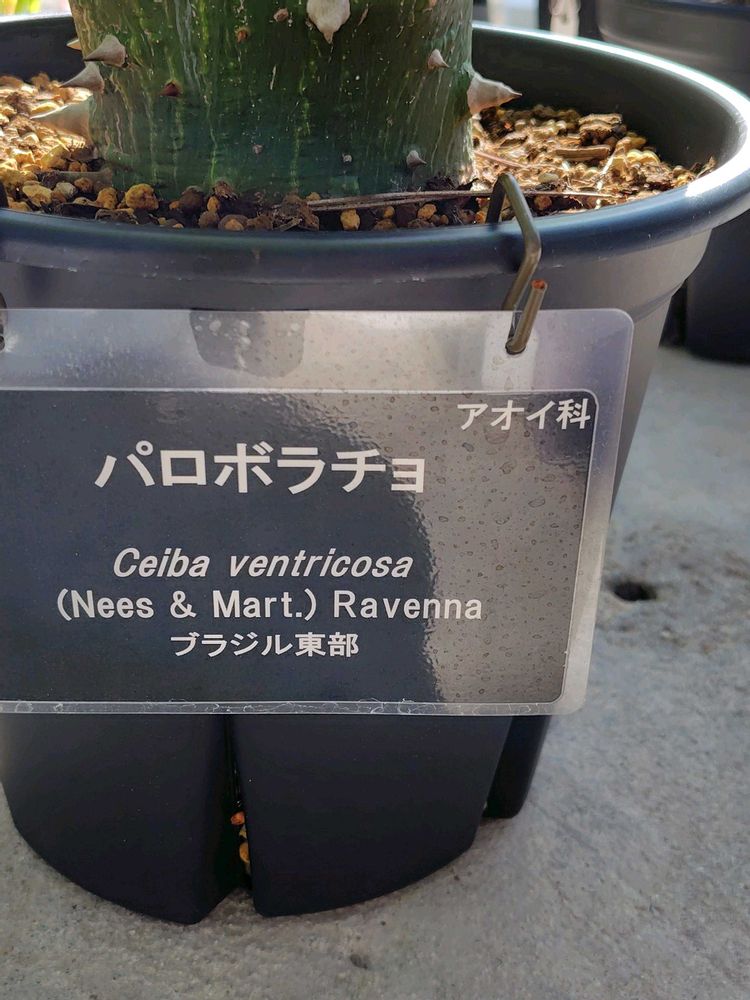 アオイ科
パロボラチョ
Ceiba ventricosa
(Nees & Mart.) Ravenna
ブラジル東部